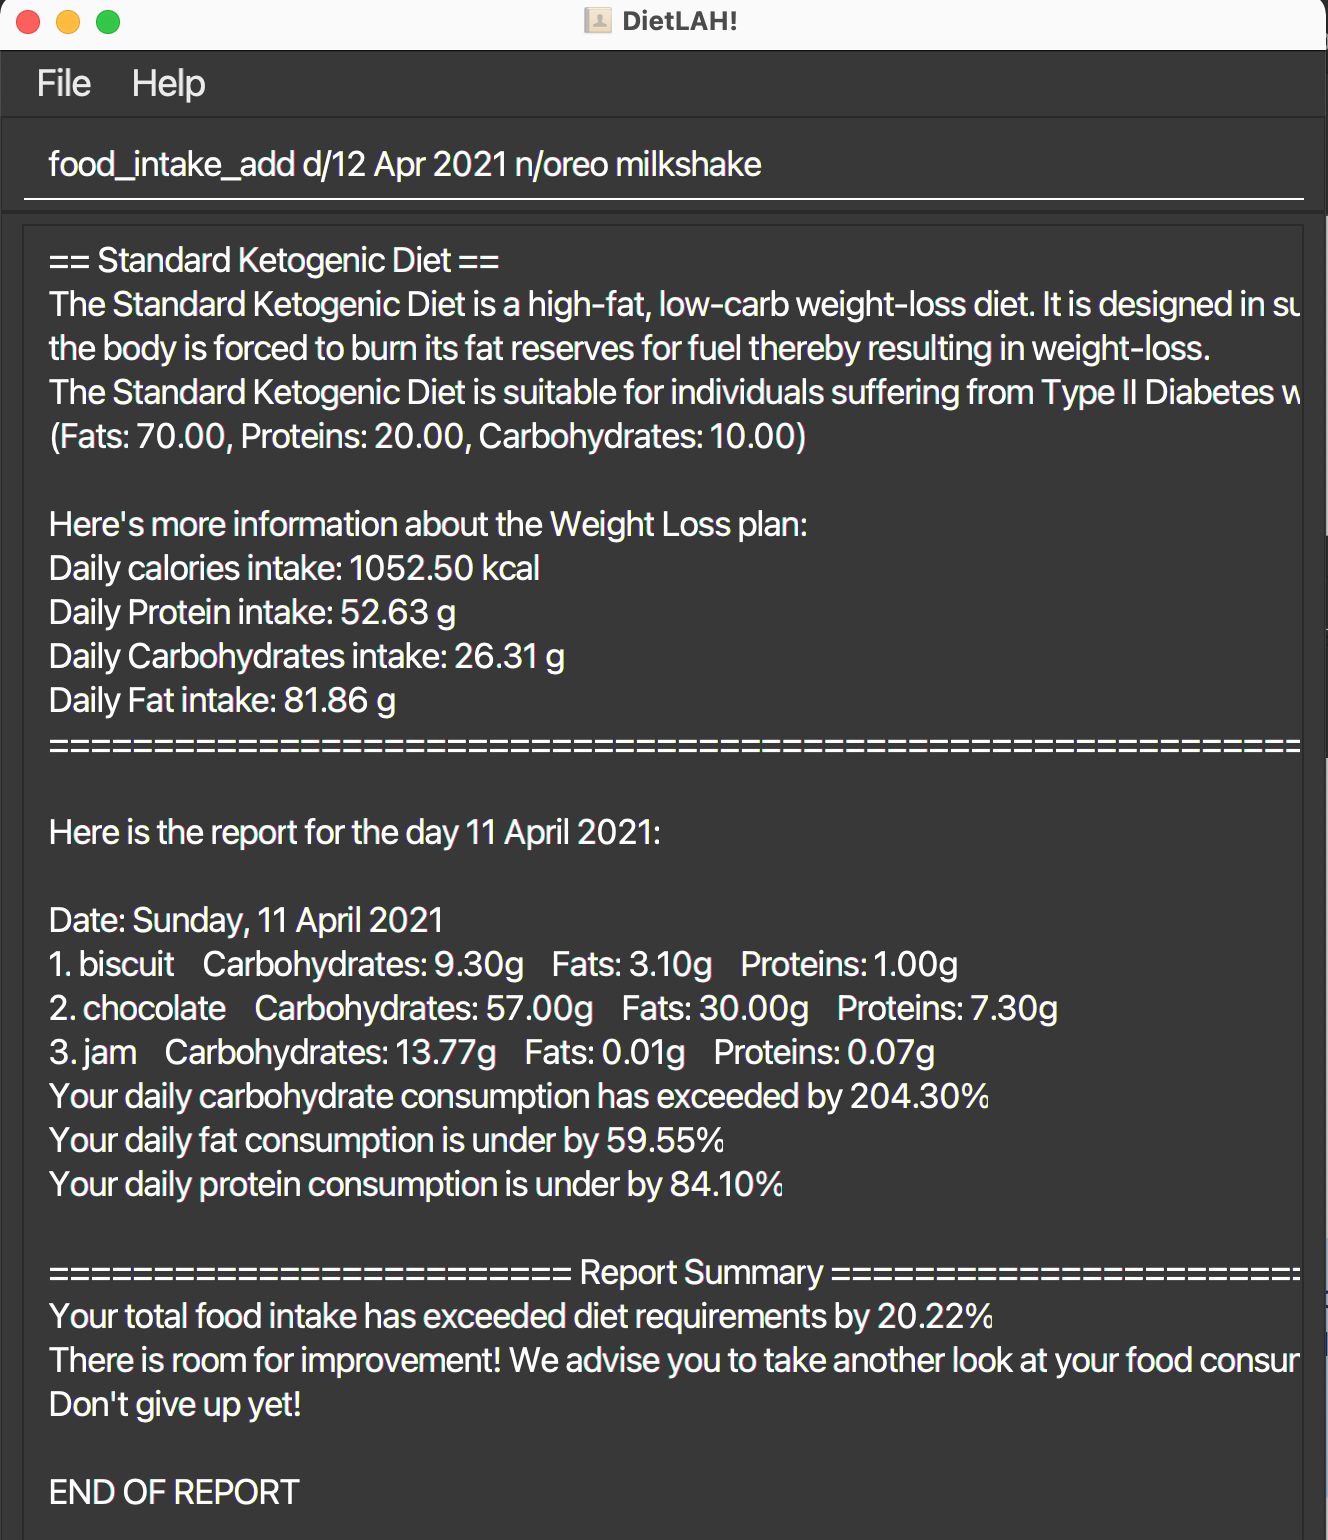 DietLAH!
File Help
food_intake_add d/12 Apr 2021 n/oreo milkshake
== Standard Ketogenic Diet ==
The Standard Ketogenic Diet is a high-fat, low-carb weight-loss diet. It is designed in
the body is forced to burn its fat reserves for fuel thereby resulting in weight-loss.
The Standard Ketogenic Diet is suitable for individuals suffering from Type II Diabetes
(Fats: 70.00, Proteins: 20.00, Carbohydrates: 10.00)
Here's more information about the Weight Loss plan:
Daily calories intake: 1052.50 kcal
Daily Protein intake: 52.63 g
Daily Carbohydrates intake: 26.31 g
Daily Fat intake: 81.86 g
============================================================
Here is the report for the day 11 April 2021:
Date: Sunday, 11 April 2021
1. biscuit Carbohydrates: 9.30g Fats: 3.10g Proteins: 1.00g
2. chocolate Carbohydrates: 57.00g Fats: 30.00g Proteins: 7.30g
3. jam Carbohydrates: 13.77g Fats: 0.01g Proteins: 0.07g
Your daily carbohydrate consumption has exceeded by 204.30%
Your daily fat consumption is under by 59.55%
Your daily protein consumption is under by 84.10%
========================= Report Summary =======================
Your total food intake has exceeded diet requirements by 20.22%
There is room for improvement! We advise you to take another look at your food
Don't give up yet!
END OF REPORT